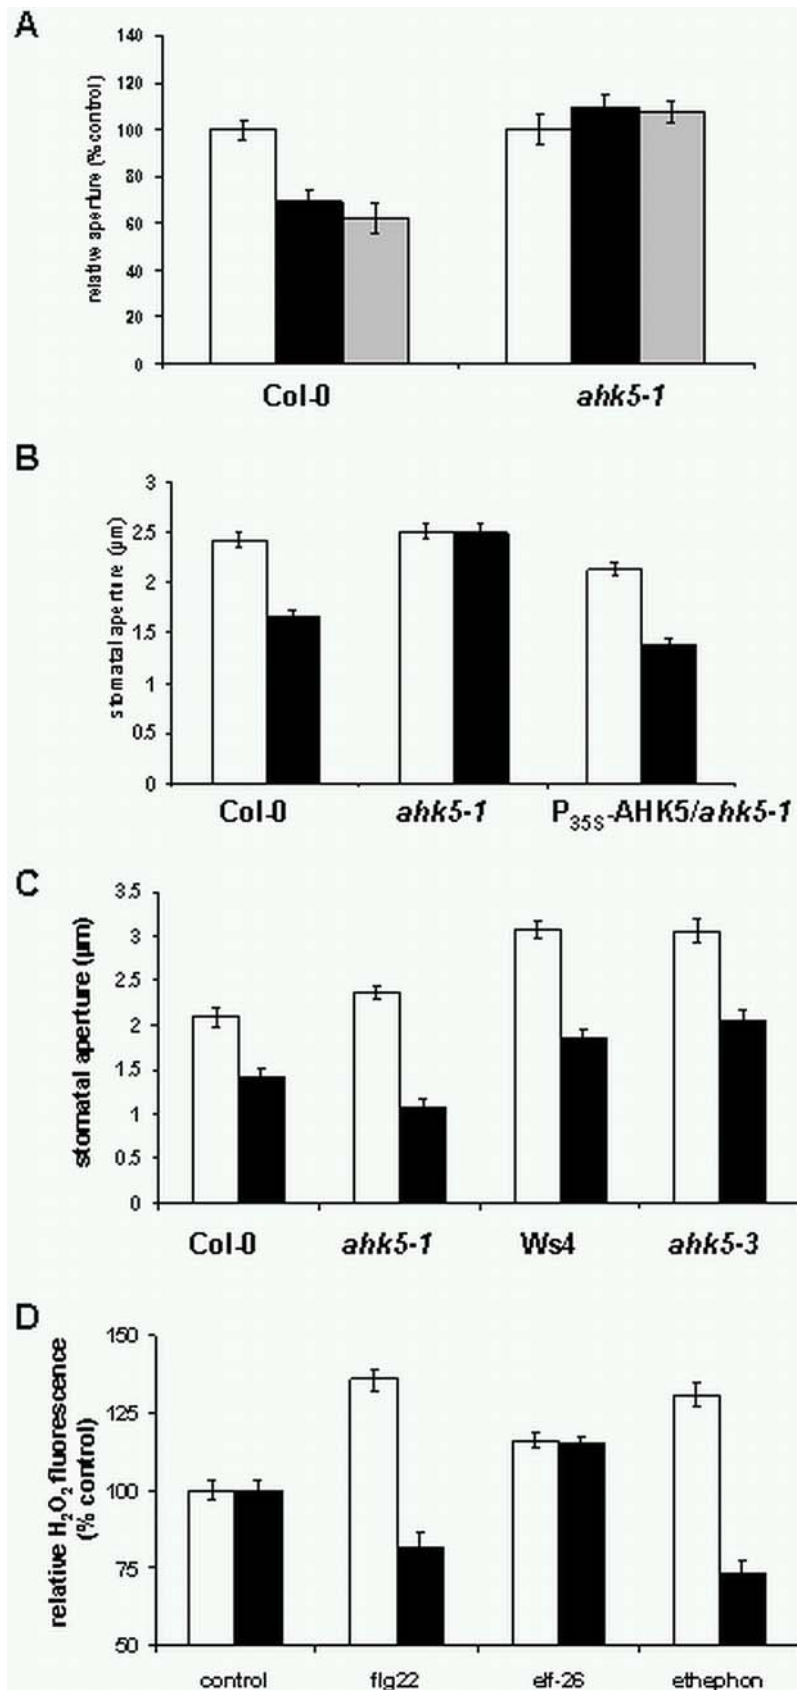 A
relative aperture (% control)
140
120
100
80
60
40
20
0
Col-0
ahk5-1
B
stomatal aperture (µm)
3
2.5
2
1.5
1
0.5
0
Col-0
ahk5-1
P35S-AHK5/ahk5-1
C
stomatal aperture (µm)
3.5
3
2.5
2
1.5
1
0.5
0
Col-0
ahk5-1
Ws4
ahk5-3
D
relative H2O2 fluorescence
(% control)
150
125
100
75
50
control
flg22
elf-26
ethephon